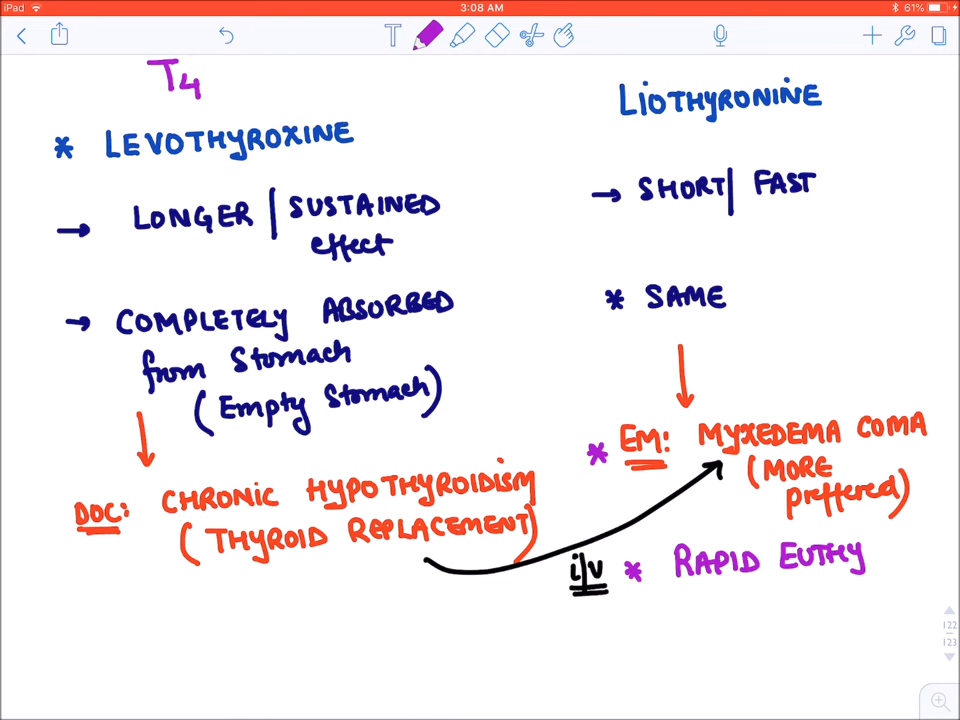 iPad
3:08 AM
61%
T
T4
* LEVOTHYROXINE
→ LONGER | SUSTAINED
effect
→ COMPLETELY ABSORBED
from Stomach
(Empty Stomach)
DOC: CHRONIC HYPOTHYROIDISM
(THYROID REPLACEMENT)
LIOTHYRONINE
→ SHORT | FAST
* SAME
* EM: MYXEDEMA COMA
(MORE
preffered)
i/v * RAPID EUTHY
122
123